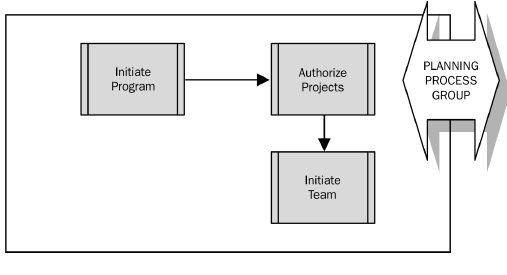 Initiate
Program
Authorize
Projects
PLANNING
PROCESS
GROUP
Initiate
Team